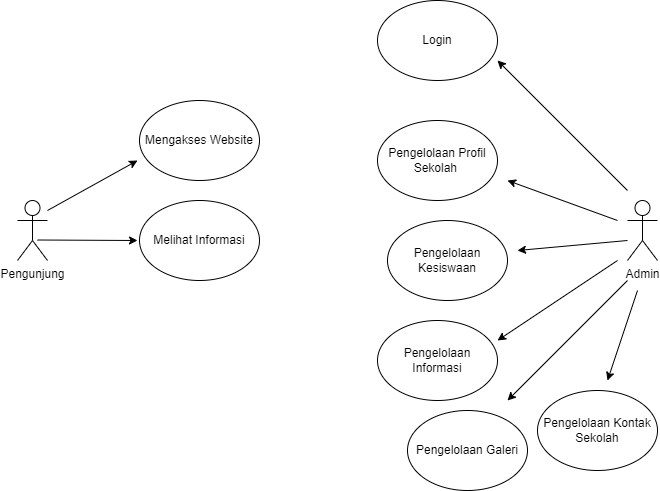 Login
Mengakses Website
Pengelolaan Profil
Sekolah
Melihat Informasi
Pengunjung
Pengelolaan
Kesiswaan
Admin
Pengelolaan
Informasi
Pengelolaan Galeri
Pengelolaan Kontak
Sekolah